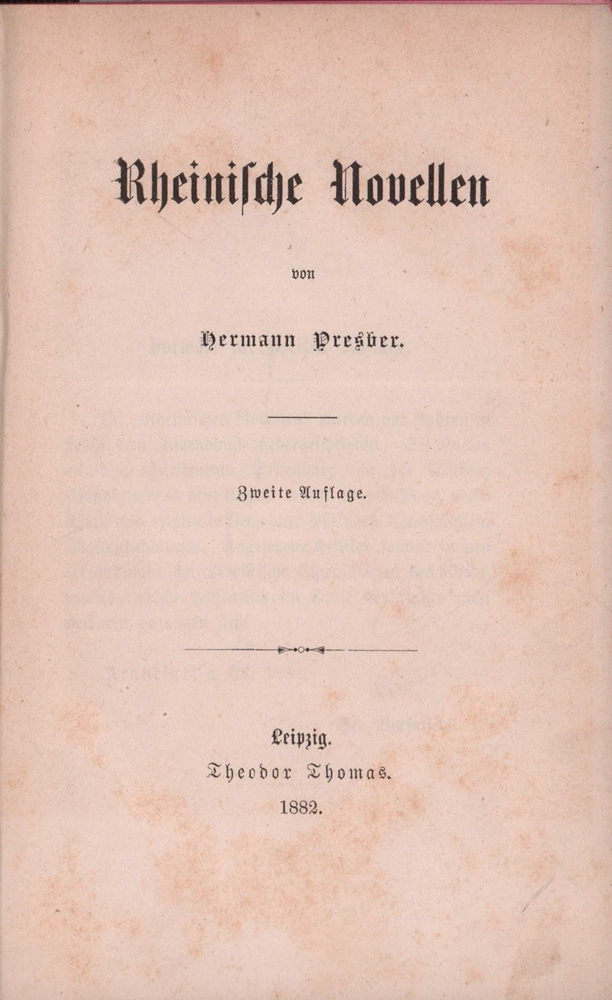 Rheinische Novellen
von
Hermann Presber.
Zweite Auflage.
Leipzig.
Theodor Thomas.
1882.